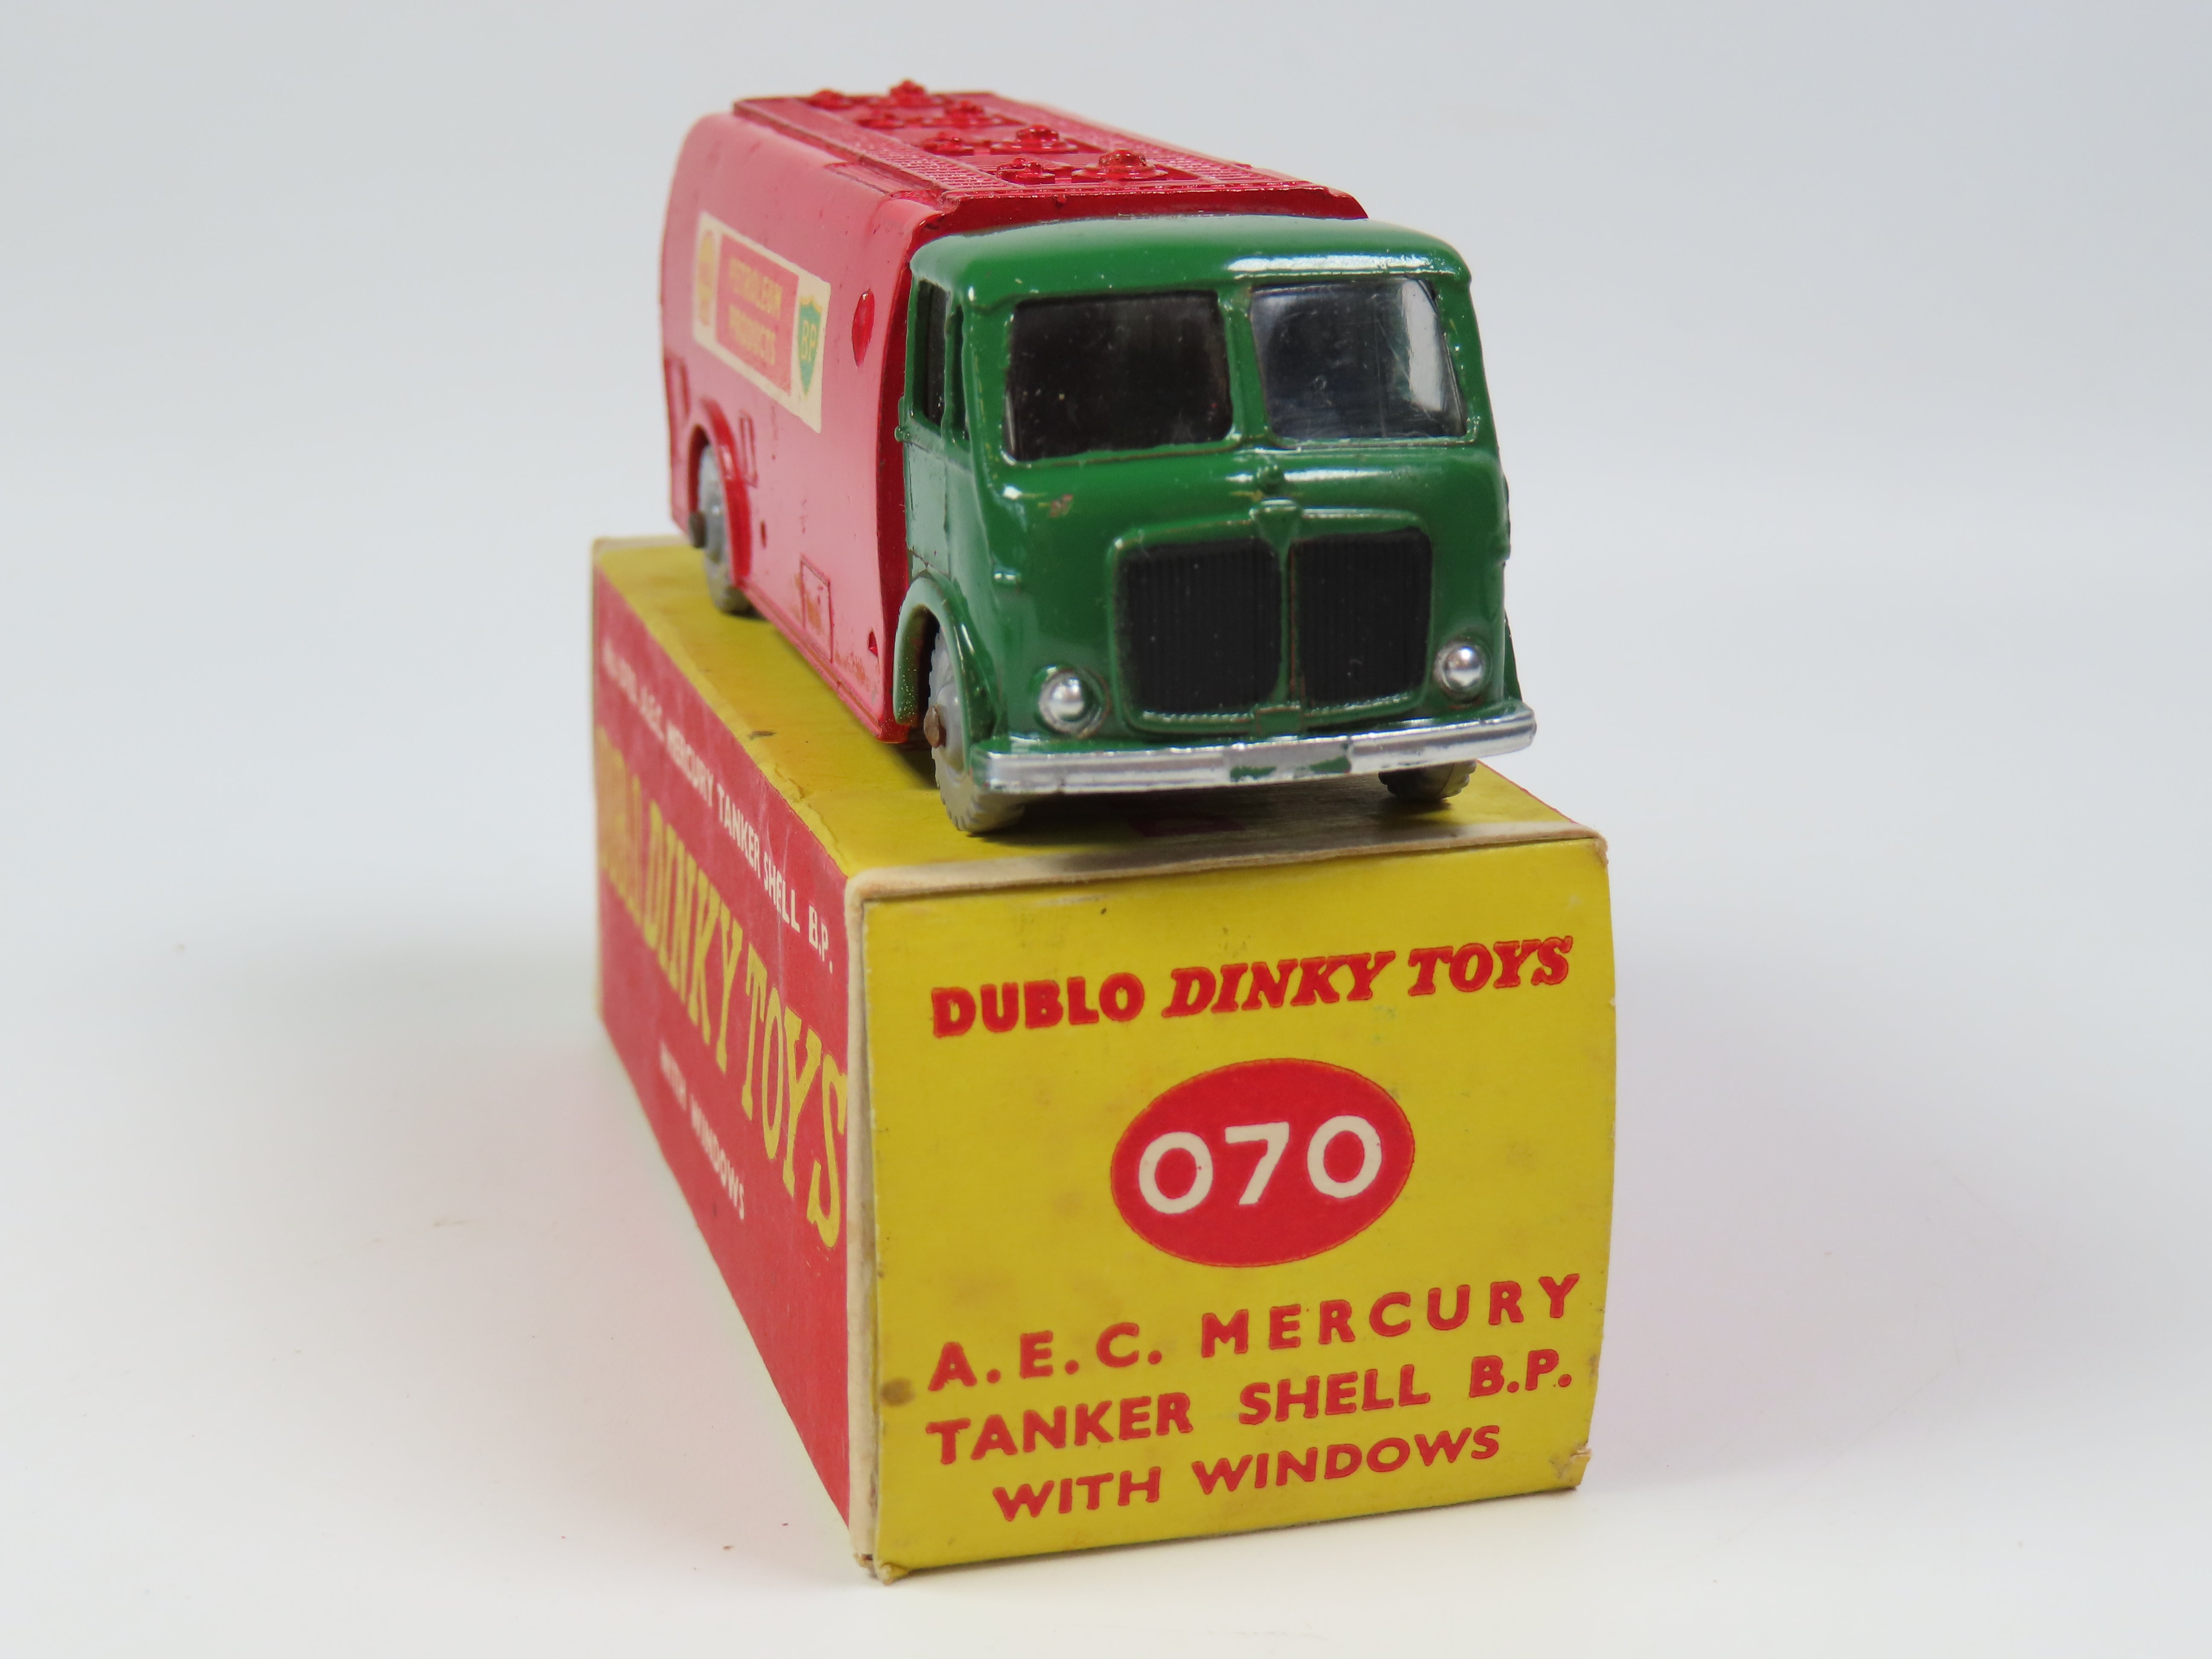 PETROLEUM
PRODUCTS
BP
A.E.C. MERCURY TANKER SHELL B.P.
DINKY TOYS
WITH WINDOWS
DUBLO DINKY TOYS
070
A.E.C. MERCURY
TANKER SHELL B.P.
WITH WINDOWS